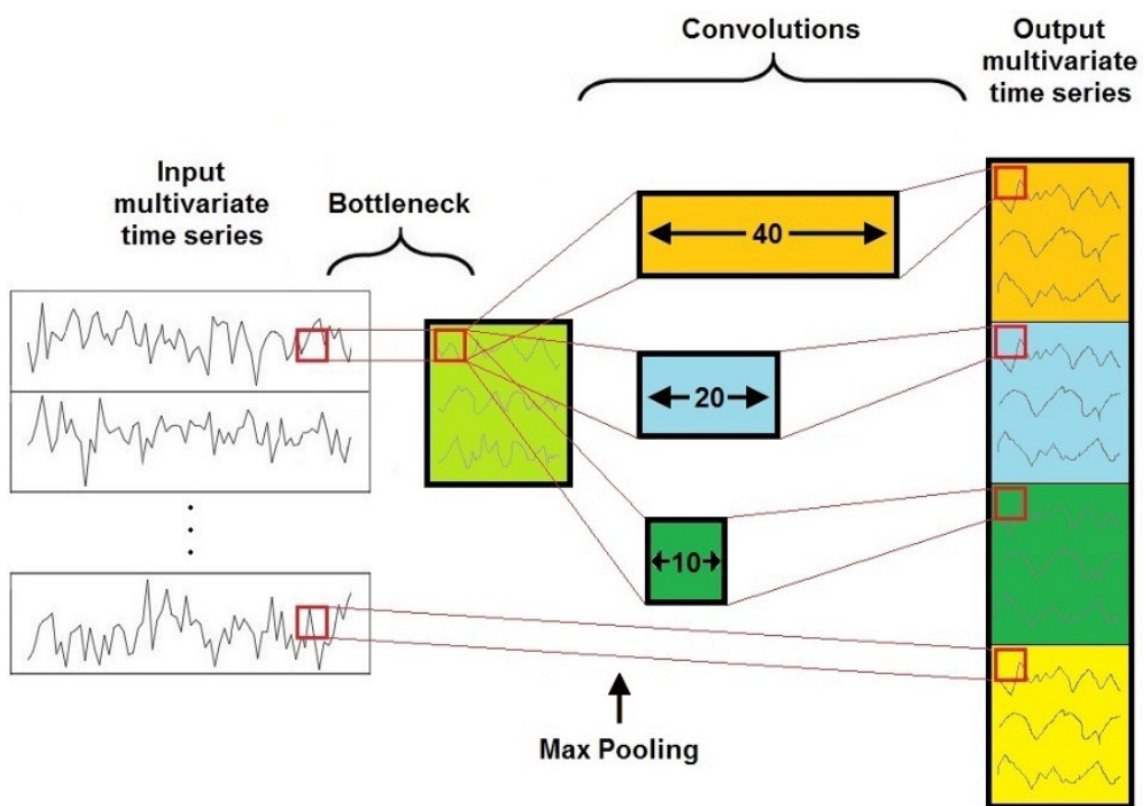 Convolutions
Output
multivariate
time series
Input
multivariate
time series
Bottleneck
40
20
10
Max Pooling